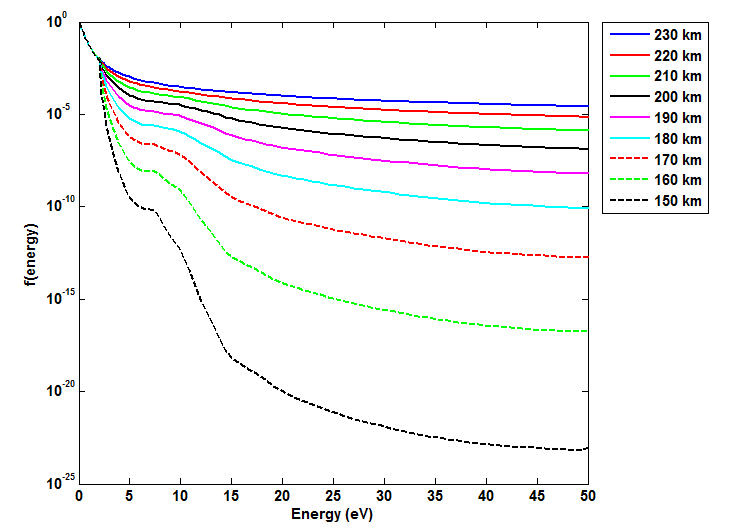 10^0
10^-5
10^-10
10^-15
10^-20
10^-25
f(energy)
0 5 10 15 20 25 30 35 40 45 50
Energy (eV)
230 km
220 km
210 km
200 km
190 km
180 km
170 km
160 km
150 km